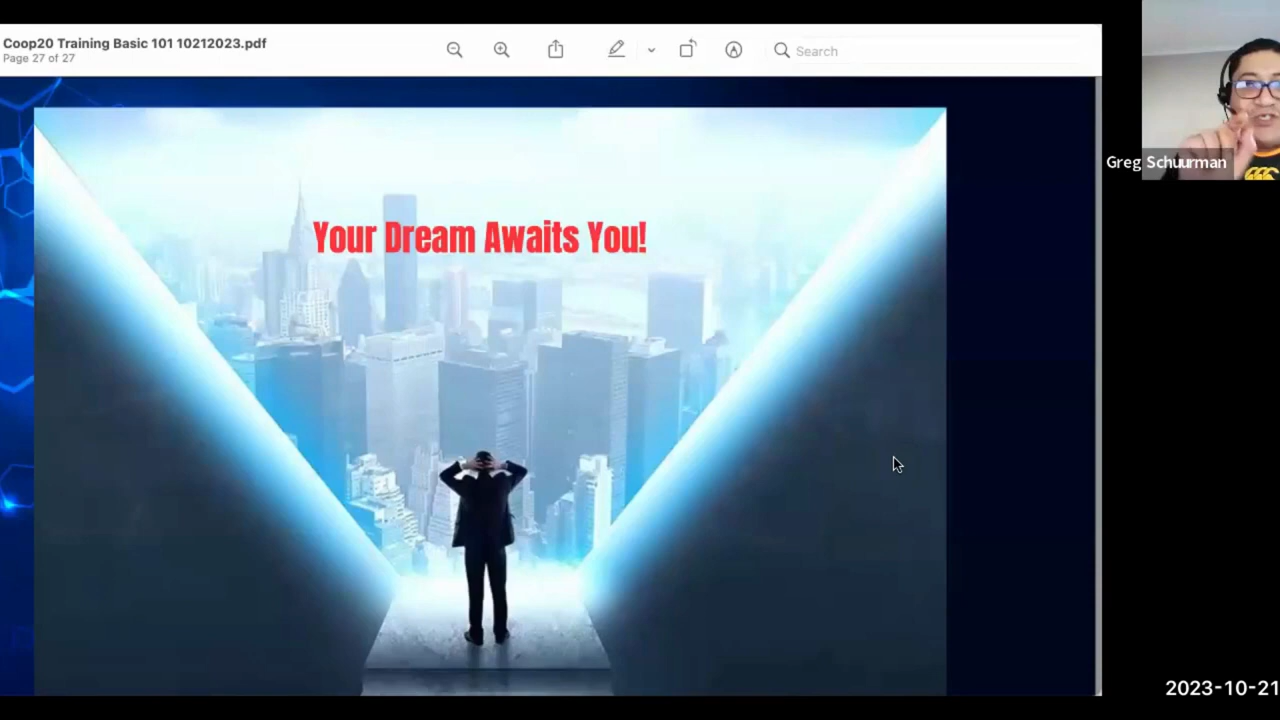 Coop20 Training Basic 101 10212023.pdf
Page 27 of 27
Search
Your Dream Awaits You!
Greg Schuurman
2023-10-21